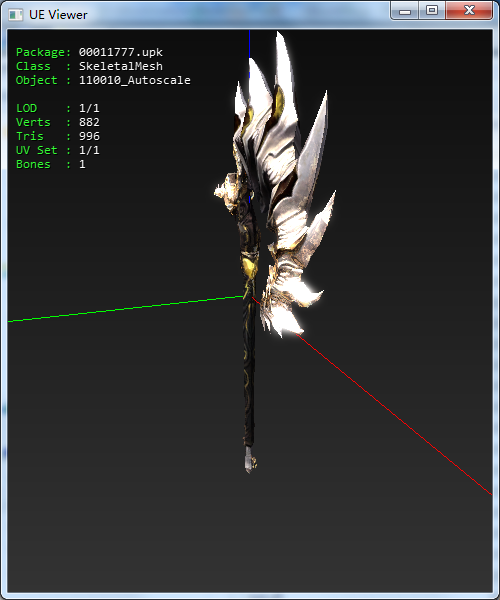 UE Viewer
Package: 00011777.upk
Class  : SkeletalMesh
Object : 110010_Autoscale
LOD    : 1/1
Verts  : 882
Tris   : 996
UV Set : 1/1
Bones  : 1